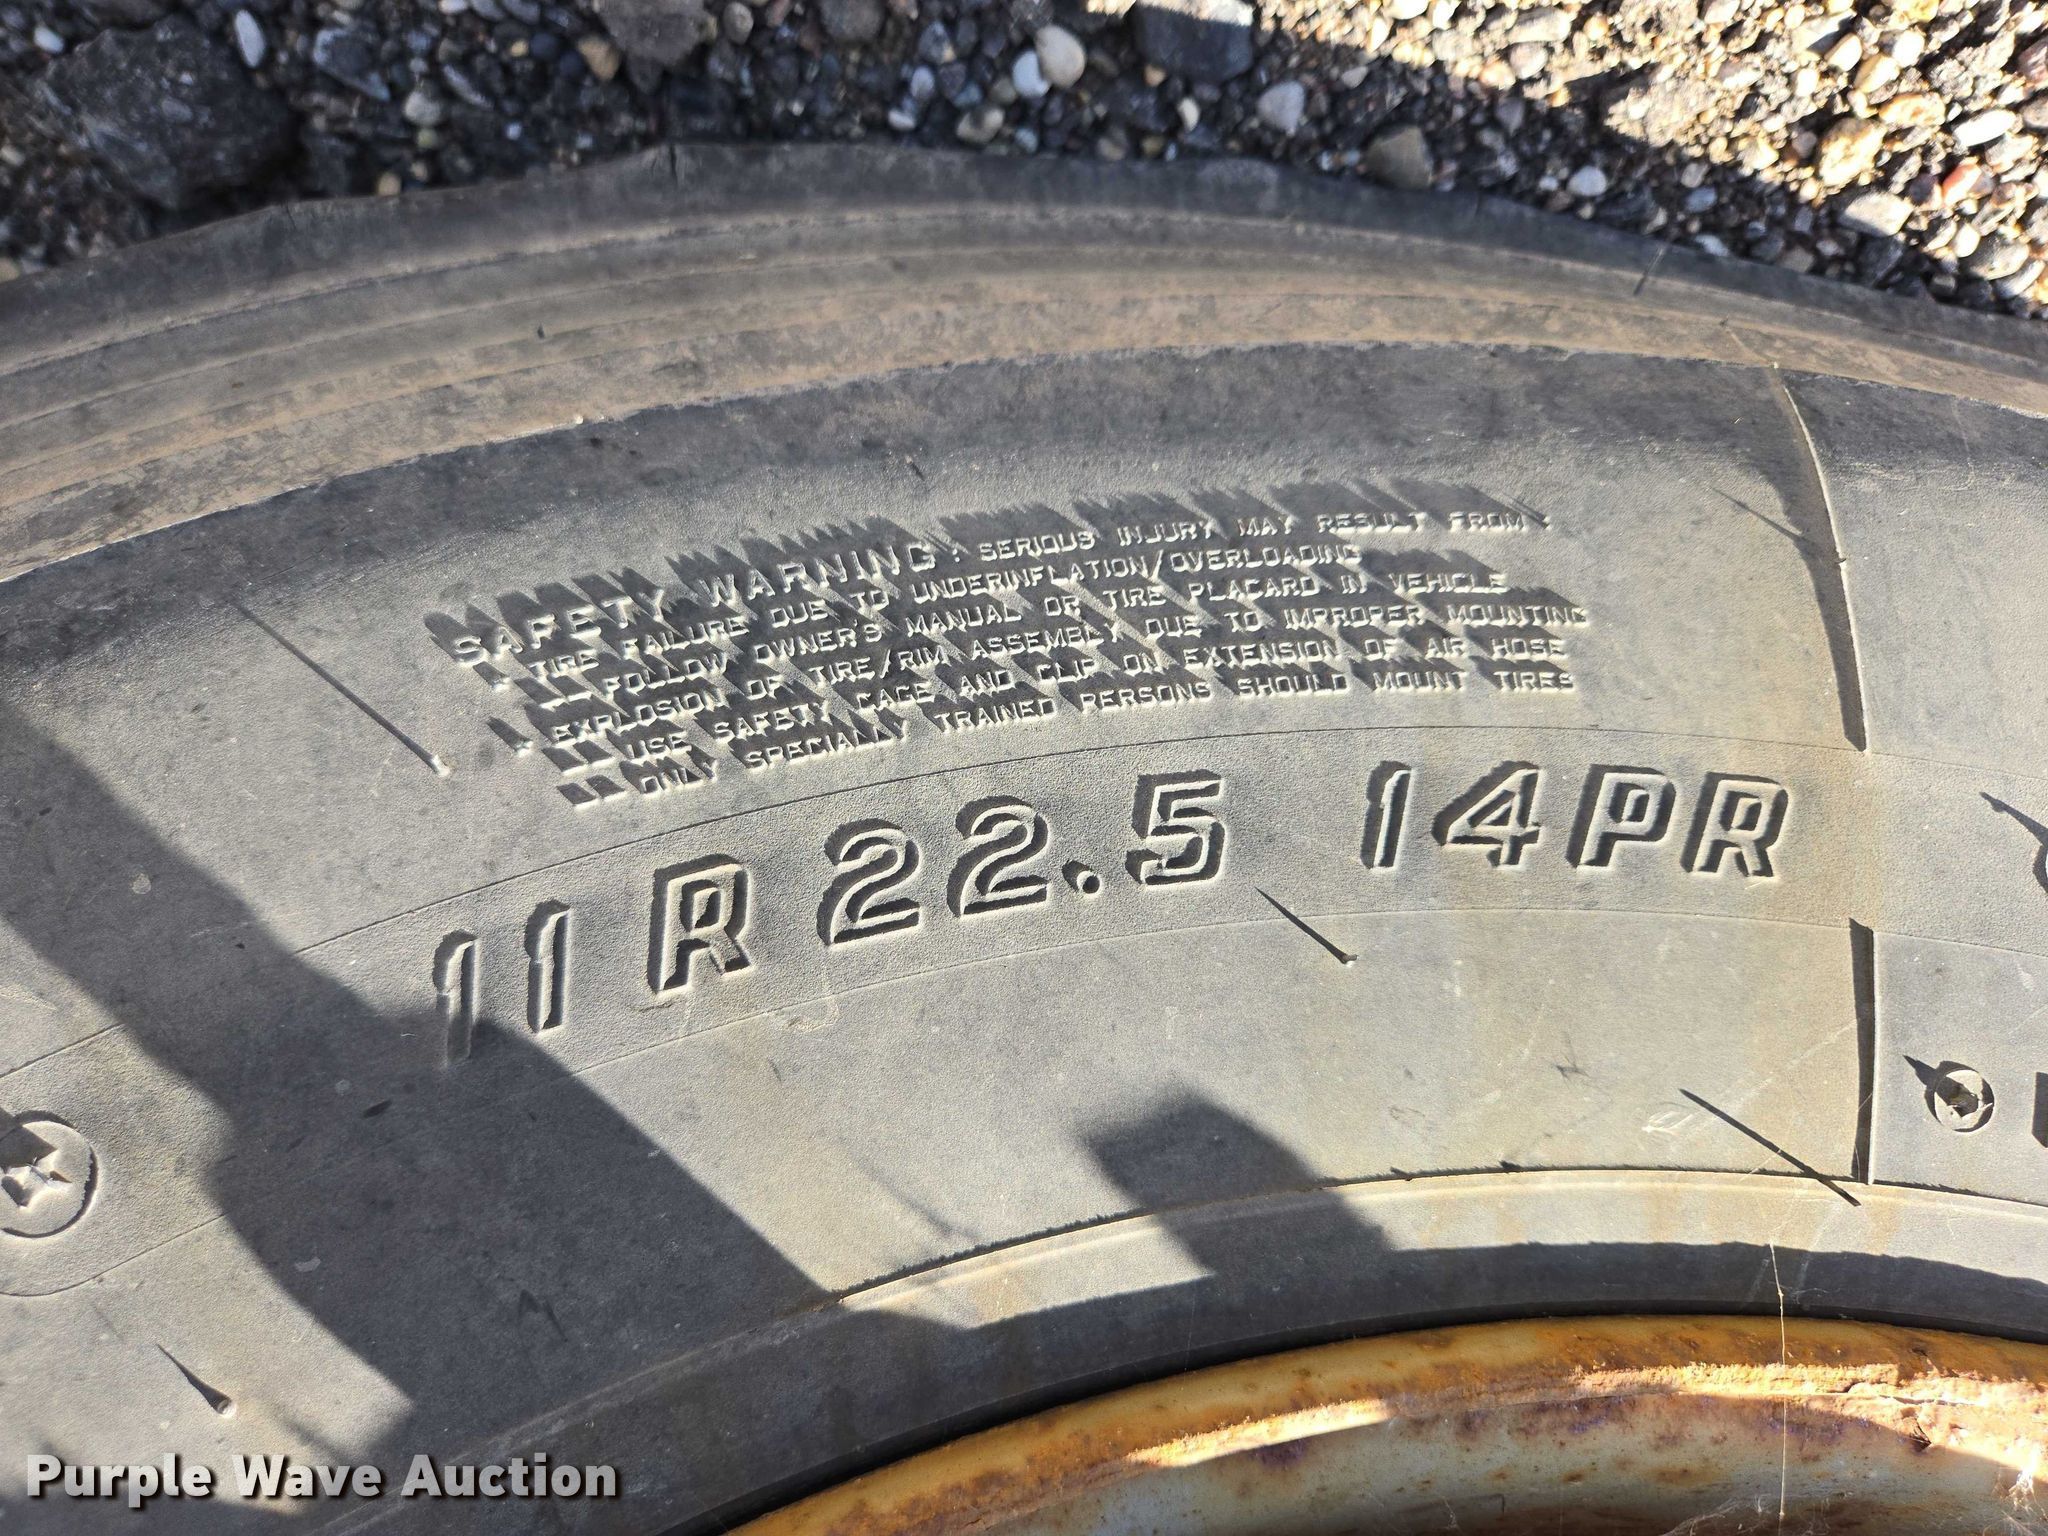 SAFETY WARNING : SERIOUS INJURY MAY RESULT FROM :
TIRE FAILURE DUE TO UNDERINFLATION/OVERLOADING
FOLLOW OWNER'S MANUAL OR TIRE PLACARD IN VEHICLE
EXPLOSION OF TIRE/RIM ASSEMBLY DUE TO IMPROPER MOUNTING
USE SAFETY CAGE AND CLIP ON EXTENSION OF AIR HOSE
ONLY SPECIALLY TRAINED PERSONS SHOULD MOUNT TIRES
11 R 22.5 14PR
Purple Wave Auction